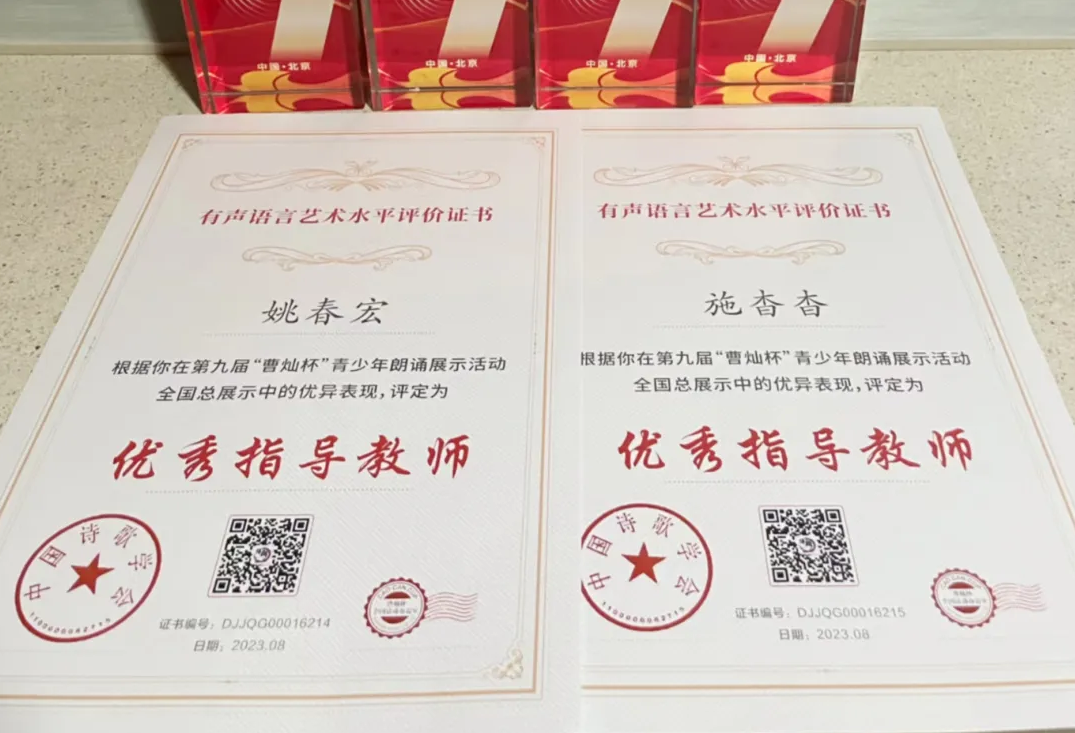 中国·北京
中国·北京
中国·北京
中国·北京
有声语言艺术水平评价证书
姚春宏
根据你在第九届“曹灿杯”青少年朗诵展示活动
全国总展示中的优异表现，评定为
优秀指导教师
中国诗歌学会
证书编号：DJJQG00016214
日期：2023.08
有声语言艺术水平评价证书
施杳杳
根据你在第九届“曹灿杯”青少年朗诵展示活动
全国总展示中的优异表现，评定为
优秀指导教师
中国诗歌学会
证书编号：DJJQG00016215
日期：2023.08